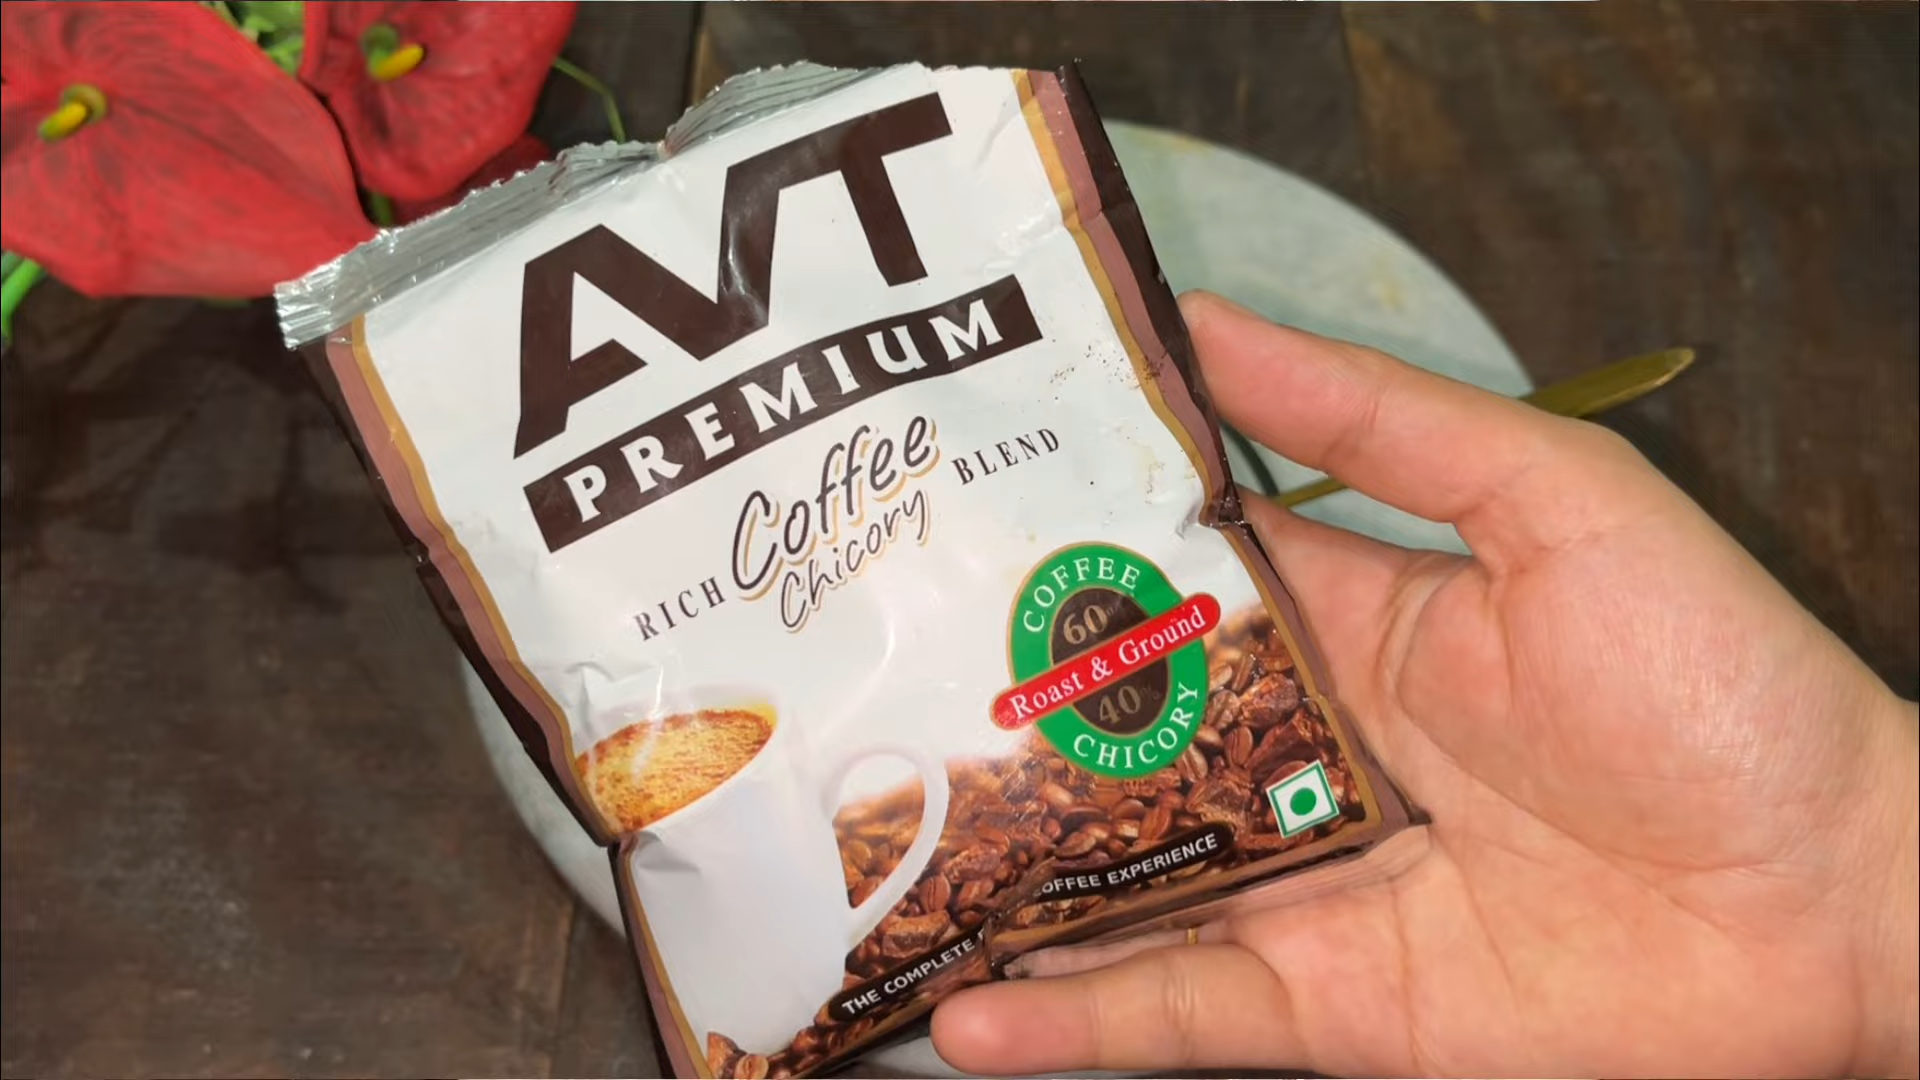 AVT
PREMIUM
RICH Coffee BLEND
Chicory
COFFEE
60%
Roast & Ground
40%
CHICORY
THE COMPLETE COFFEE EXPERIENCE